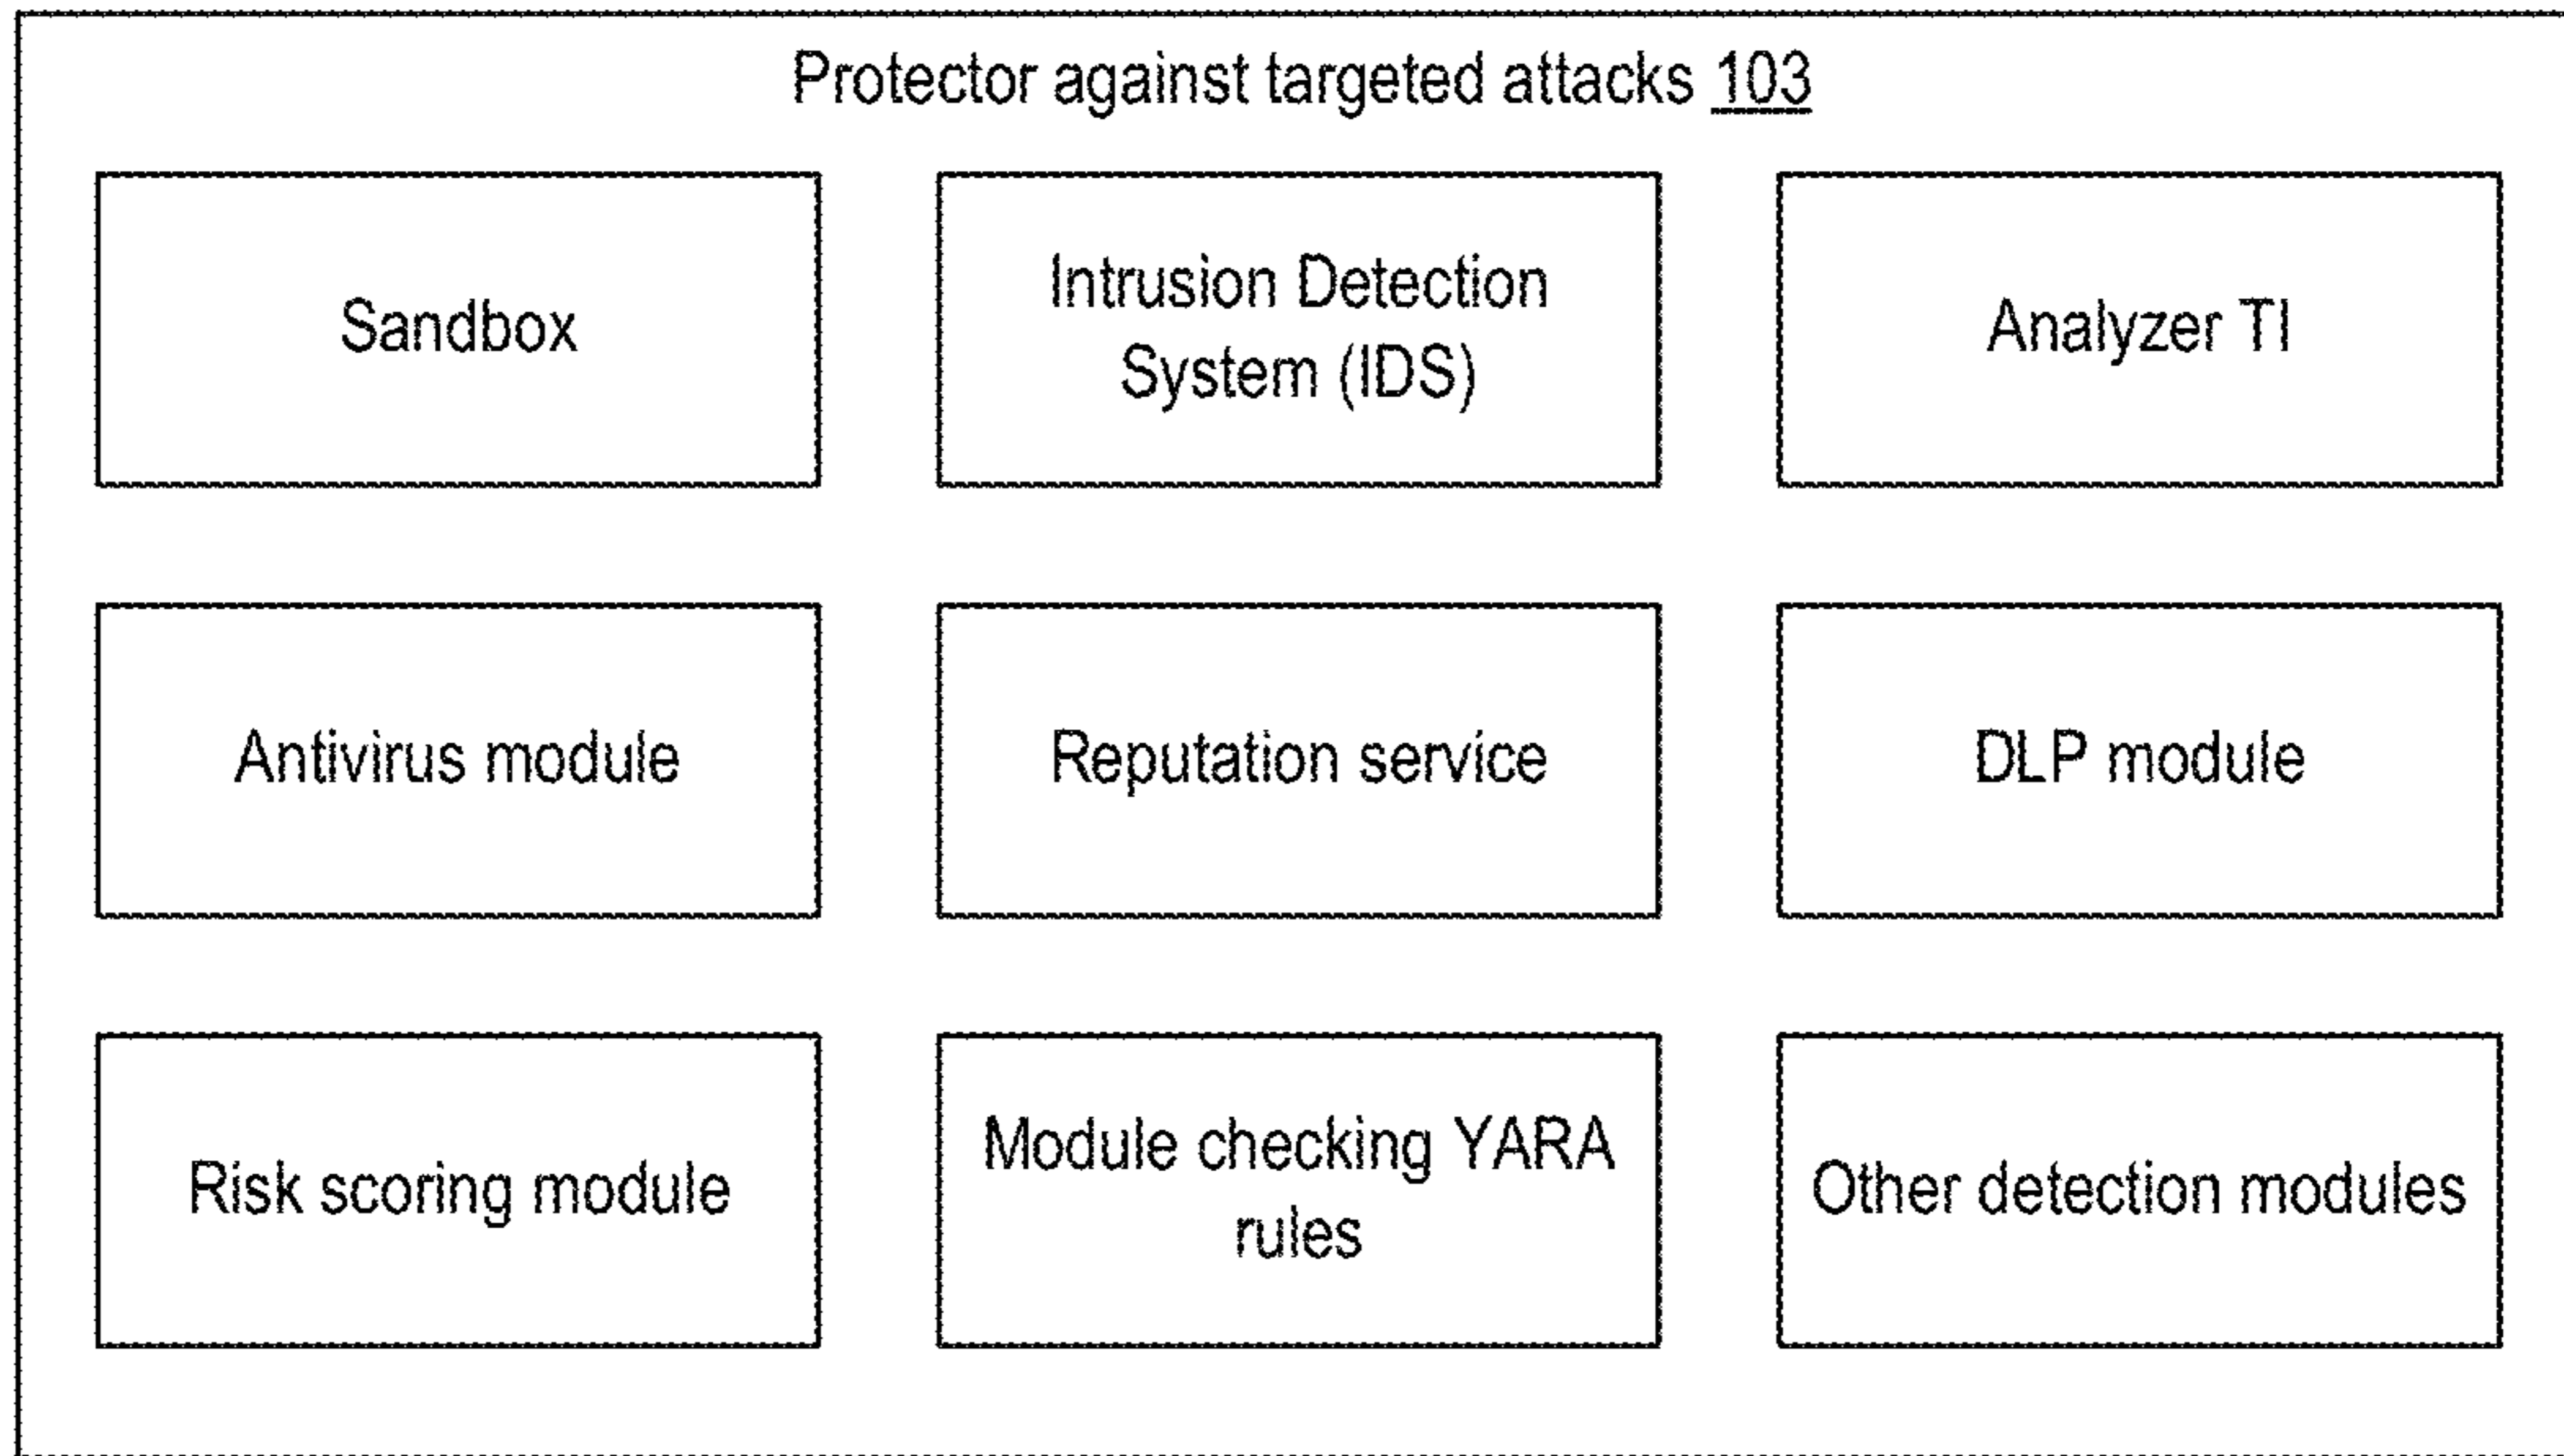 Protector against targeted attacks 103
Sandbox
Intrusion Detection
System (IDS)
Analyzer TI
Antivirus module
Reputation service
DLP module
Risk scoring module
Module checking YARA
rules
Other detection modules